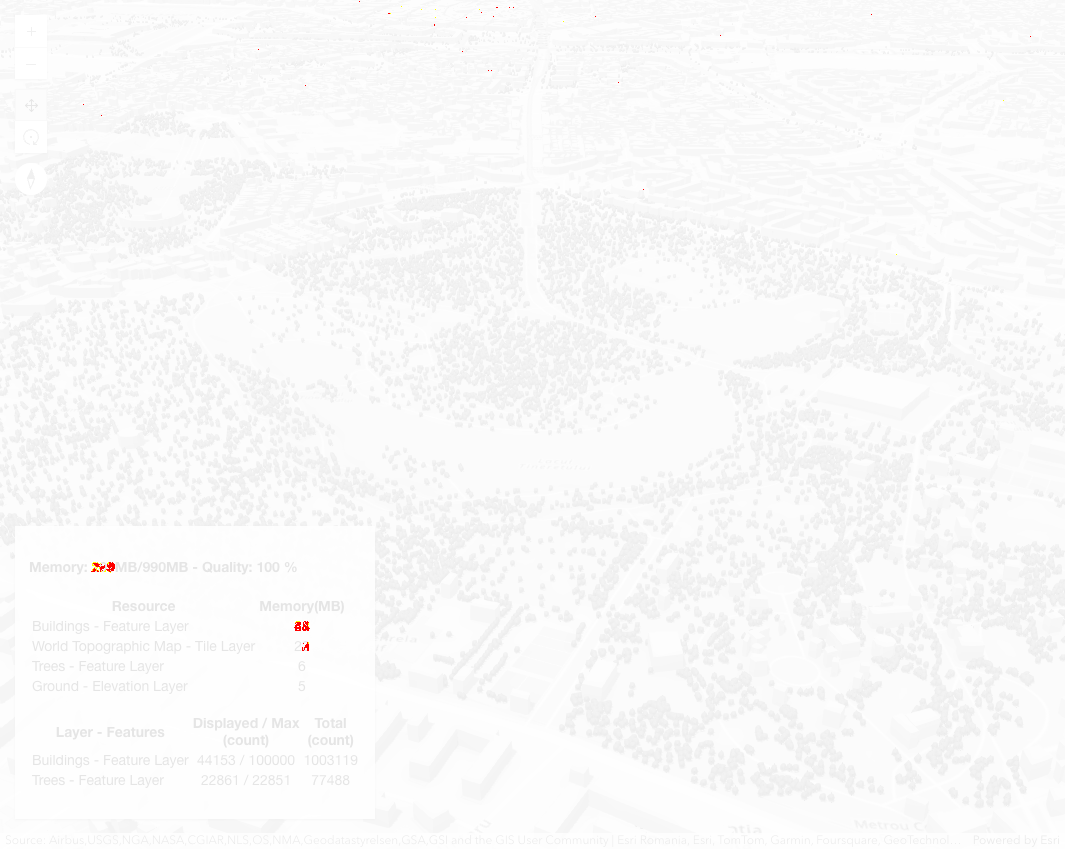 Memory: MB/990MB - Quality: 100 %
Resource Memory(MB)
Buildings - Feature Layer
World Topographic Map - Tile Layer
Trees - Feature Layer 6
Ground - Elevation Layer 5
Layer - Features Displayed / Max (count) Total (count)
Buildings - Feature Layer 44153 / 100000 1003119
Trees - Feature Layer 22861 / 22851 77488
Source: Airbus,USGS,NGA,NASA,CGIAR,NLS,OS,NMA,Geodatastyrelsen,GSA,GSI and the GIS User Community | Esri Romania, Esri, TomTom, Garmin, Foursquare, GeoTechnol... Powered by Esri